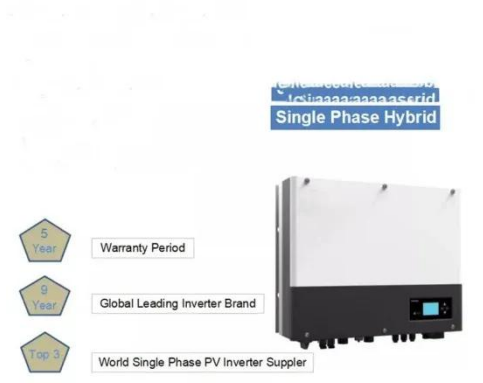 Single Phase Hybrid
5
Year
Warranty Period
9
Year
Global Leading Inverter Brand
Top 3
World Single Phase PV Inverter Suppler